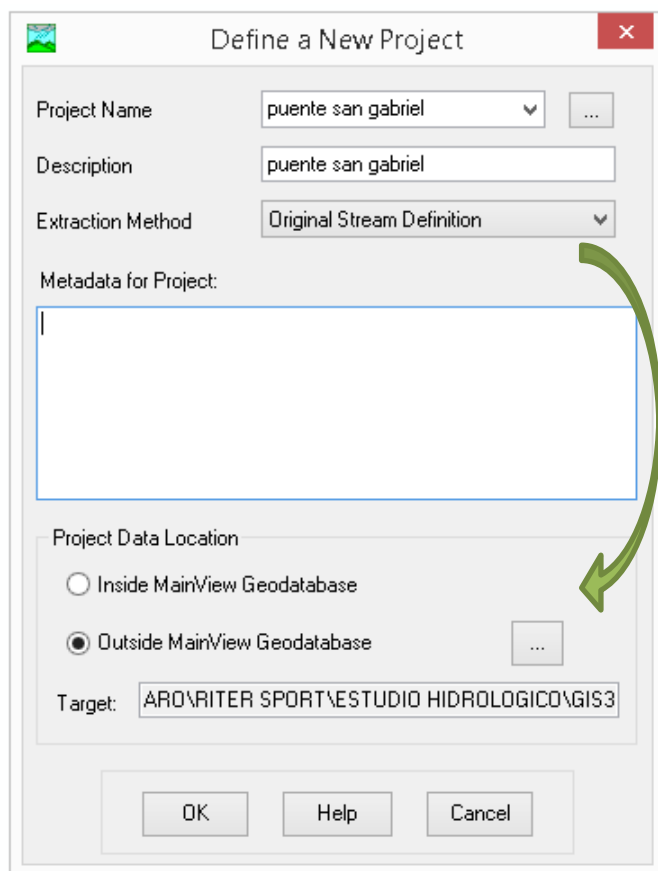 Define a New Project
Project Name puente san gabriel ...
Description puente san gabriel
Extraction Method Original Stream Definition
Metadata for Project:
Project Data Location
Inside MainView Geodatabase
Outside MainView Geodatabase ...
Target: ARO\RITER SPORT\ESTUDIO HIDROLOGICO\GIS3
OK Help Cancel